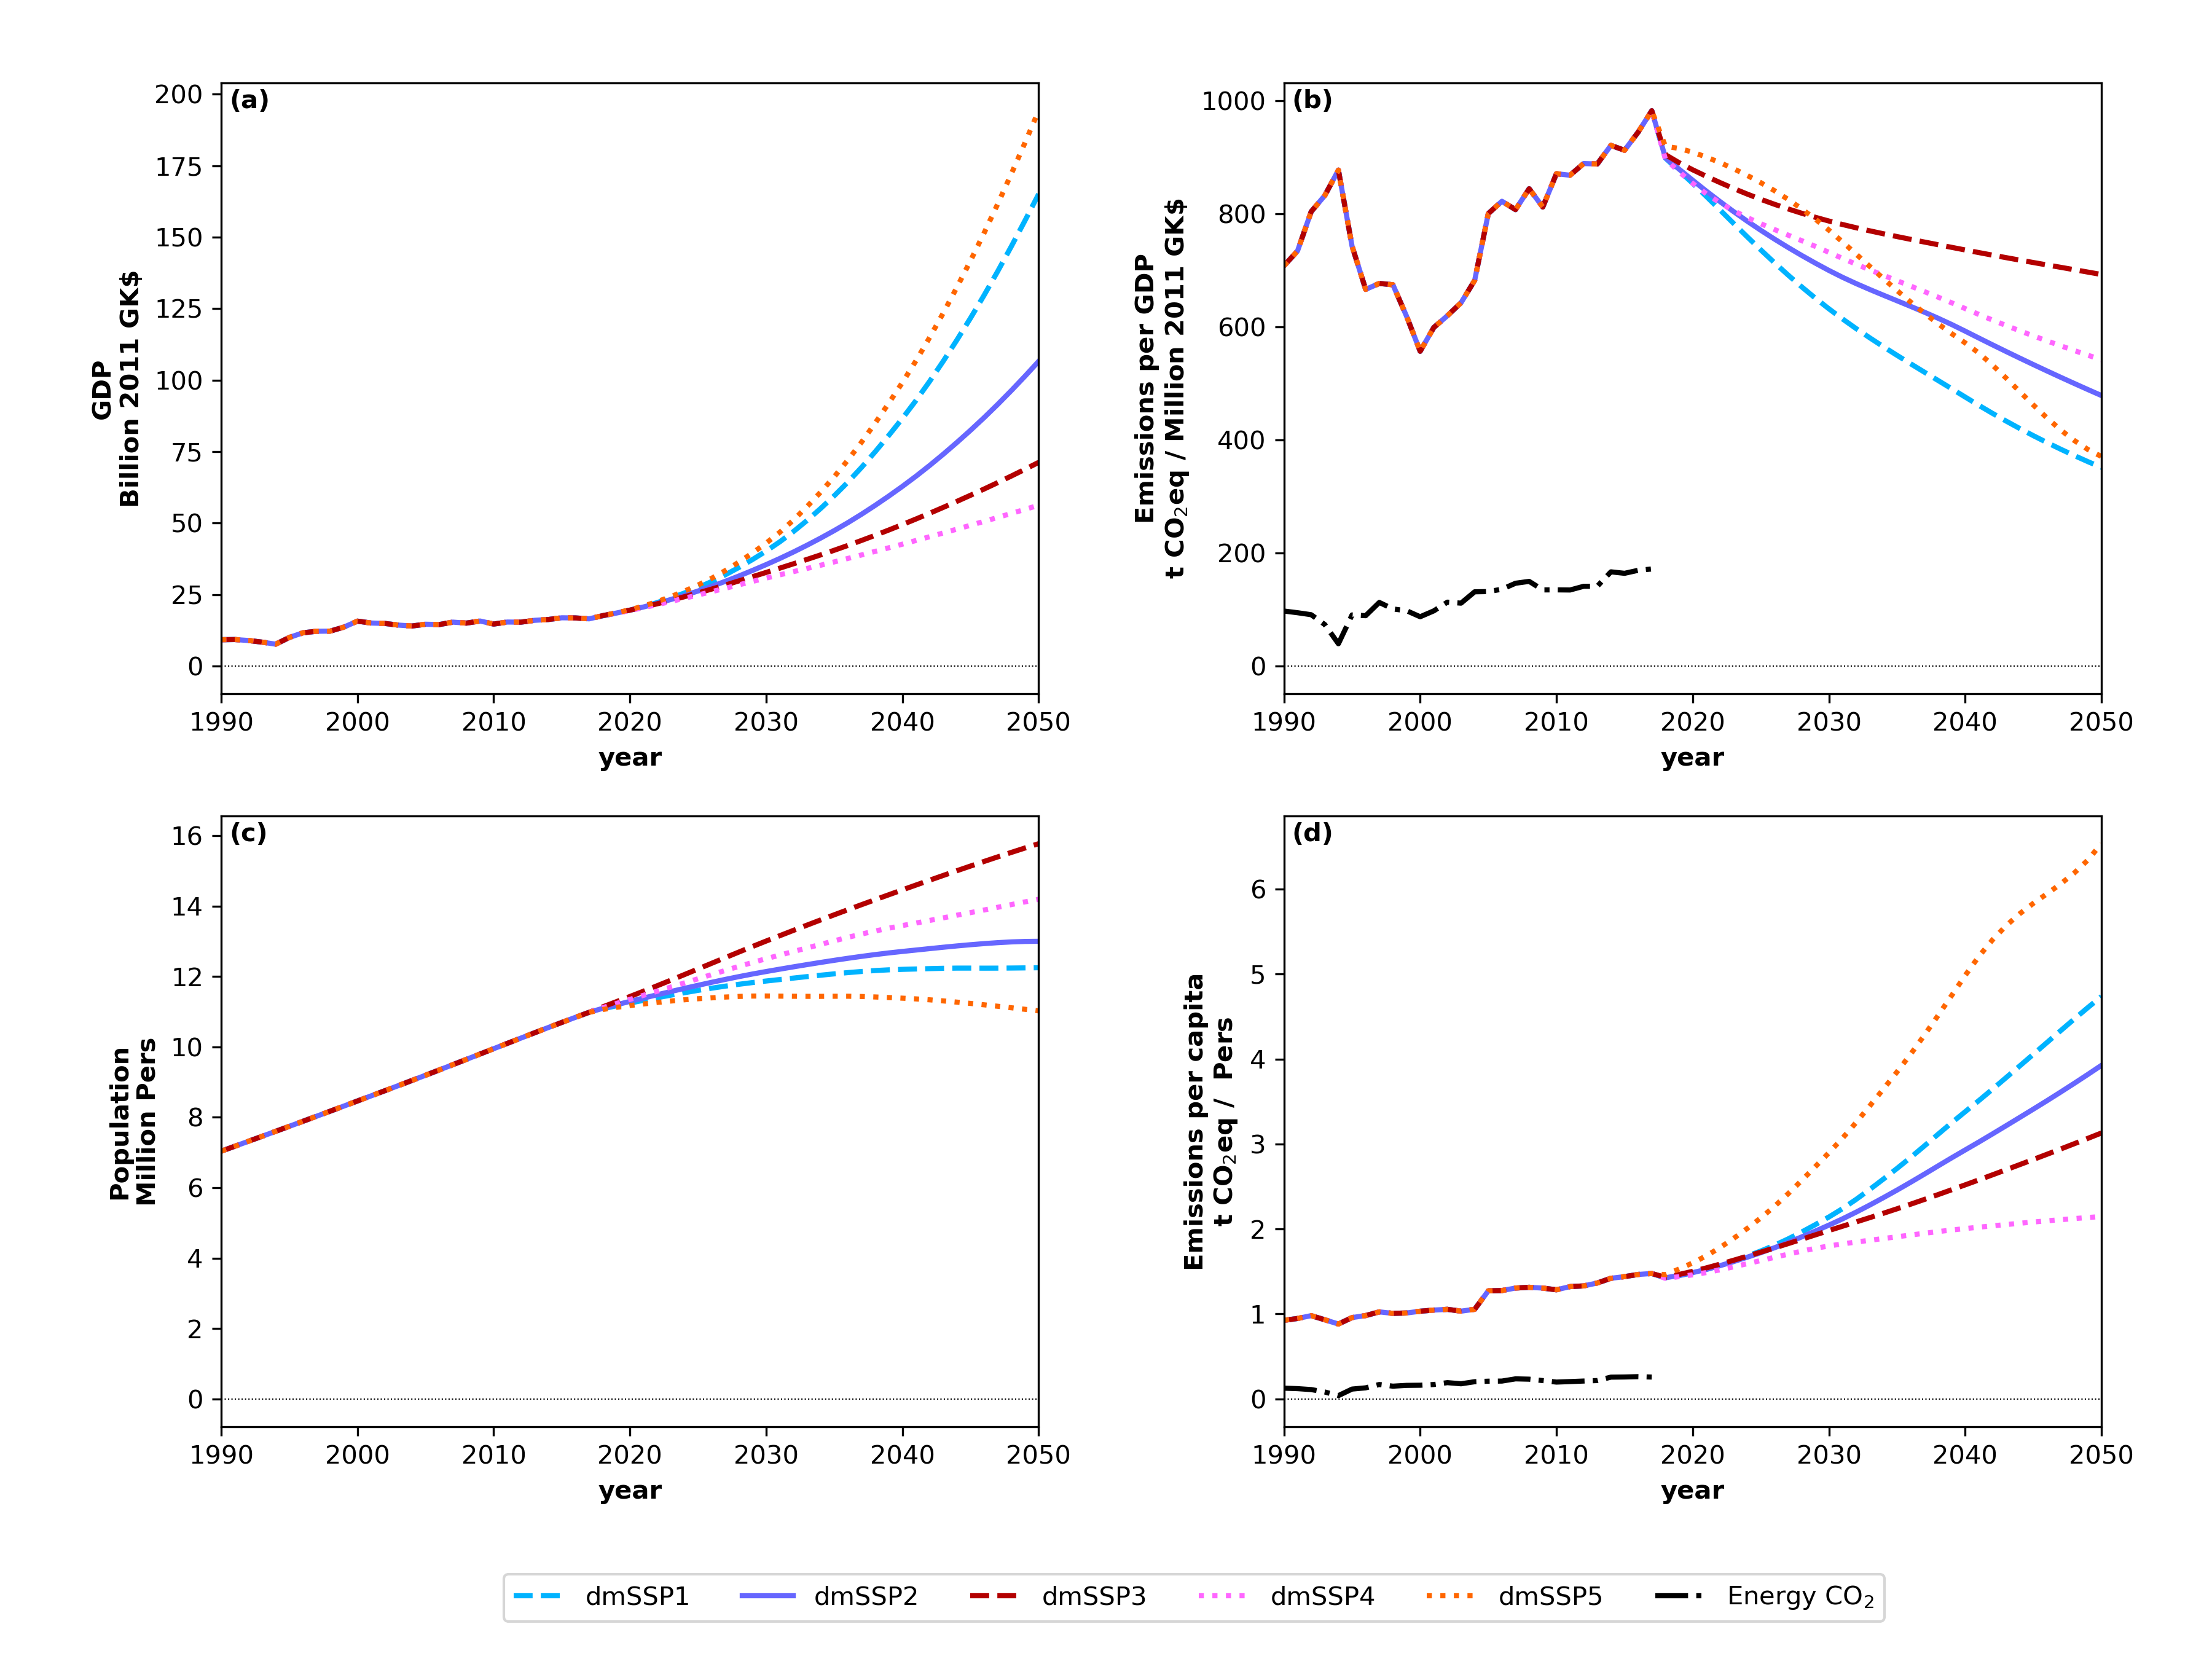 (a)
200
175
150
125
100
75
50
25
0
GDP
Billion 2011 GK$
1990 2000 2010 2020 2030 2040 2050
year
(b)
1000
800
600
400
200
0
Emissions per GDP
t CO₂eq / Million 2011 GK$
1990 2000 2010 2020 2030 2040 2050
year
(c)
16
14
12
10
8
6
4
2
0
Population
Million Pers
1990 2000 2010 2020 2030 2040 2050
year
(d)
6
5
4
3
2
1
0
Emissions per capita
t CO₂eq / Pers
1990 2000 2010 2020 2030 2040 2050
year
dmSSP1 dmSSP2 dmSSP3 dmSSP4 dmSSP5 Energy CO₂